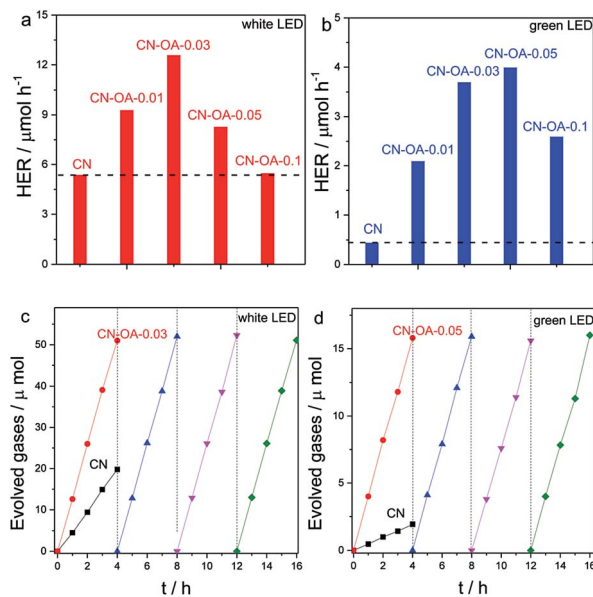 a
white LED
HER / μmol h⁻¹
15
12
9
6
3
0
CN
CN-OA-0.01
CN-OA-0.03
CN-OA-0.05
CN-OA-0.1
b
green LED
HER / μmol h⁻¹
5
4
3
2
1
0
CN
CN-OA-0.01
CN-OA-0.03
CN-OA-0.05
CN-OA-0.1
c
white LED
CN-OA-0.03
CN
Evolved gases / μ mol
50
40
30
20
10
0
0 2 4 6 8 10 12 14 16
t / h
d
green LED
CN-OA-0.05
CN
Evolved gases / μ mol
15
10
5
0
0 2 4 6 8 10 12 14 16
t / h